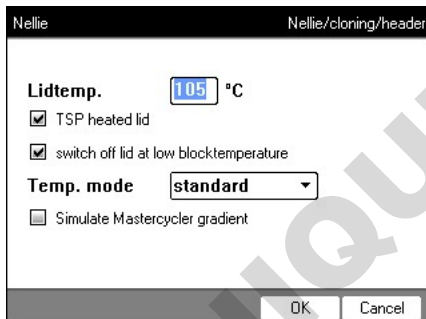 Nellie Nellie/cloning/header
Lidtemp. 105 °C
TSP heated lid
switch off lid at low blocktemperature
Temp. mode standard
Simulate Mastercycler gradient
OK Cancel